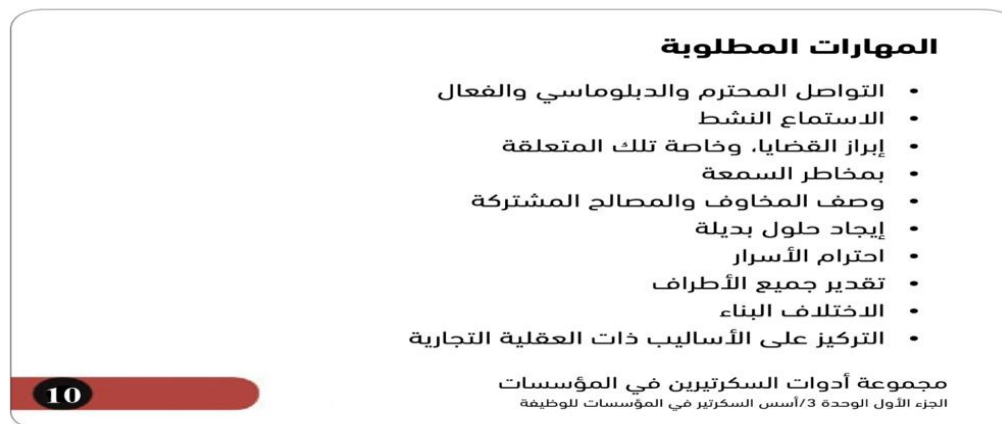 المهارات المطلوبة
• التواصل المحترم والدبلوماسي والفعال
• الاستماع النشط
• إبراز القضايا، وخاصة تلك المتعلقة
• بمخاطر السمعة
• وصف المخاوف والمصالح المشتركة
• إيجاد حلول بديلة
• احترام الأسرار
• تقدير جميع الأطراف
• الاختلاف البناء
• التركيز على الأساليب ذات العقلية التجارية
مجموعة أدوات السكرتيرين في المؤسسات
الجزء الأول الوحدة 3/أسس السكرتير في المؤسسات للوظيفة
10